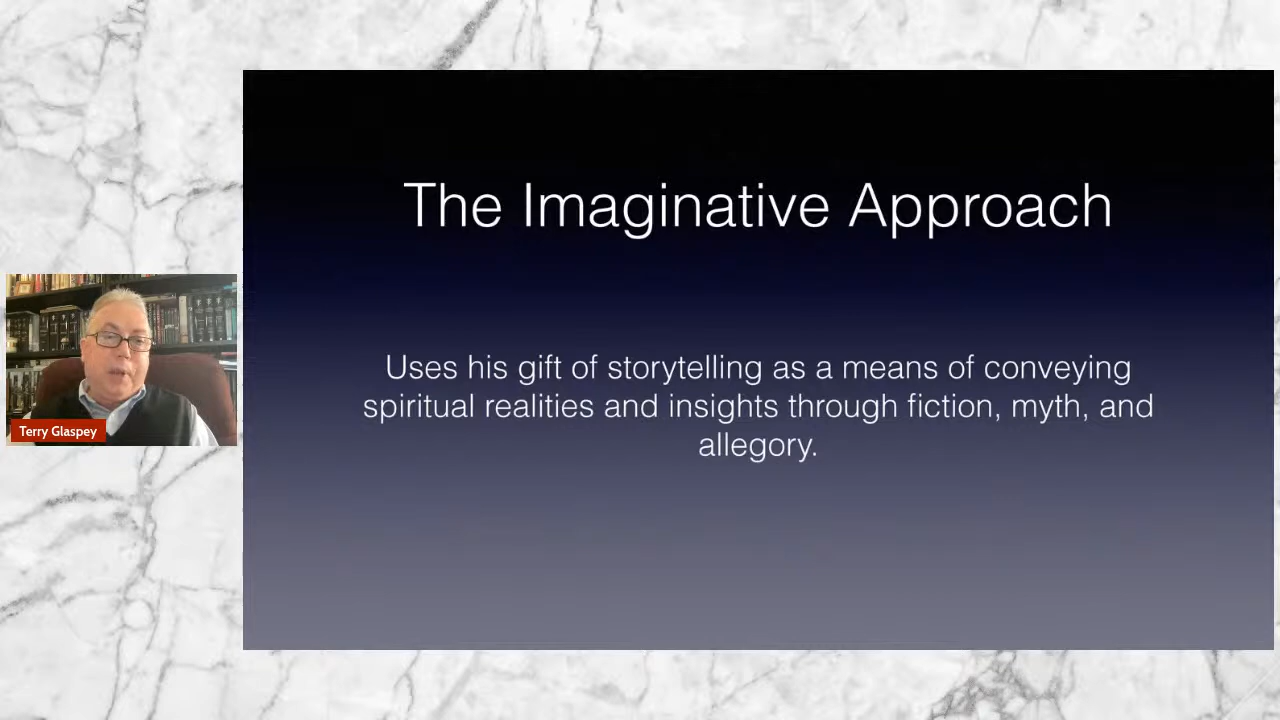 The Imaginative Approach
Uses his gift of storytelling as a means of conveying
spiritual realities and insights through fiction, myth, and
allegory.
Terry Glaspey